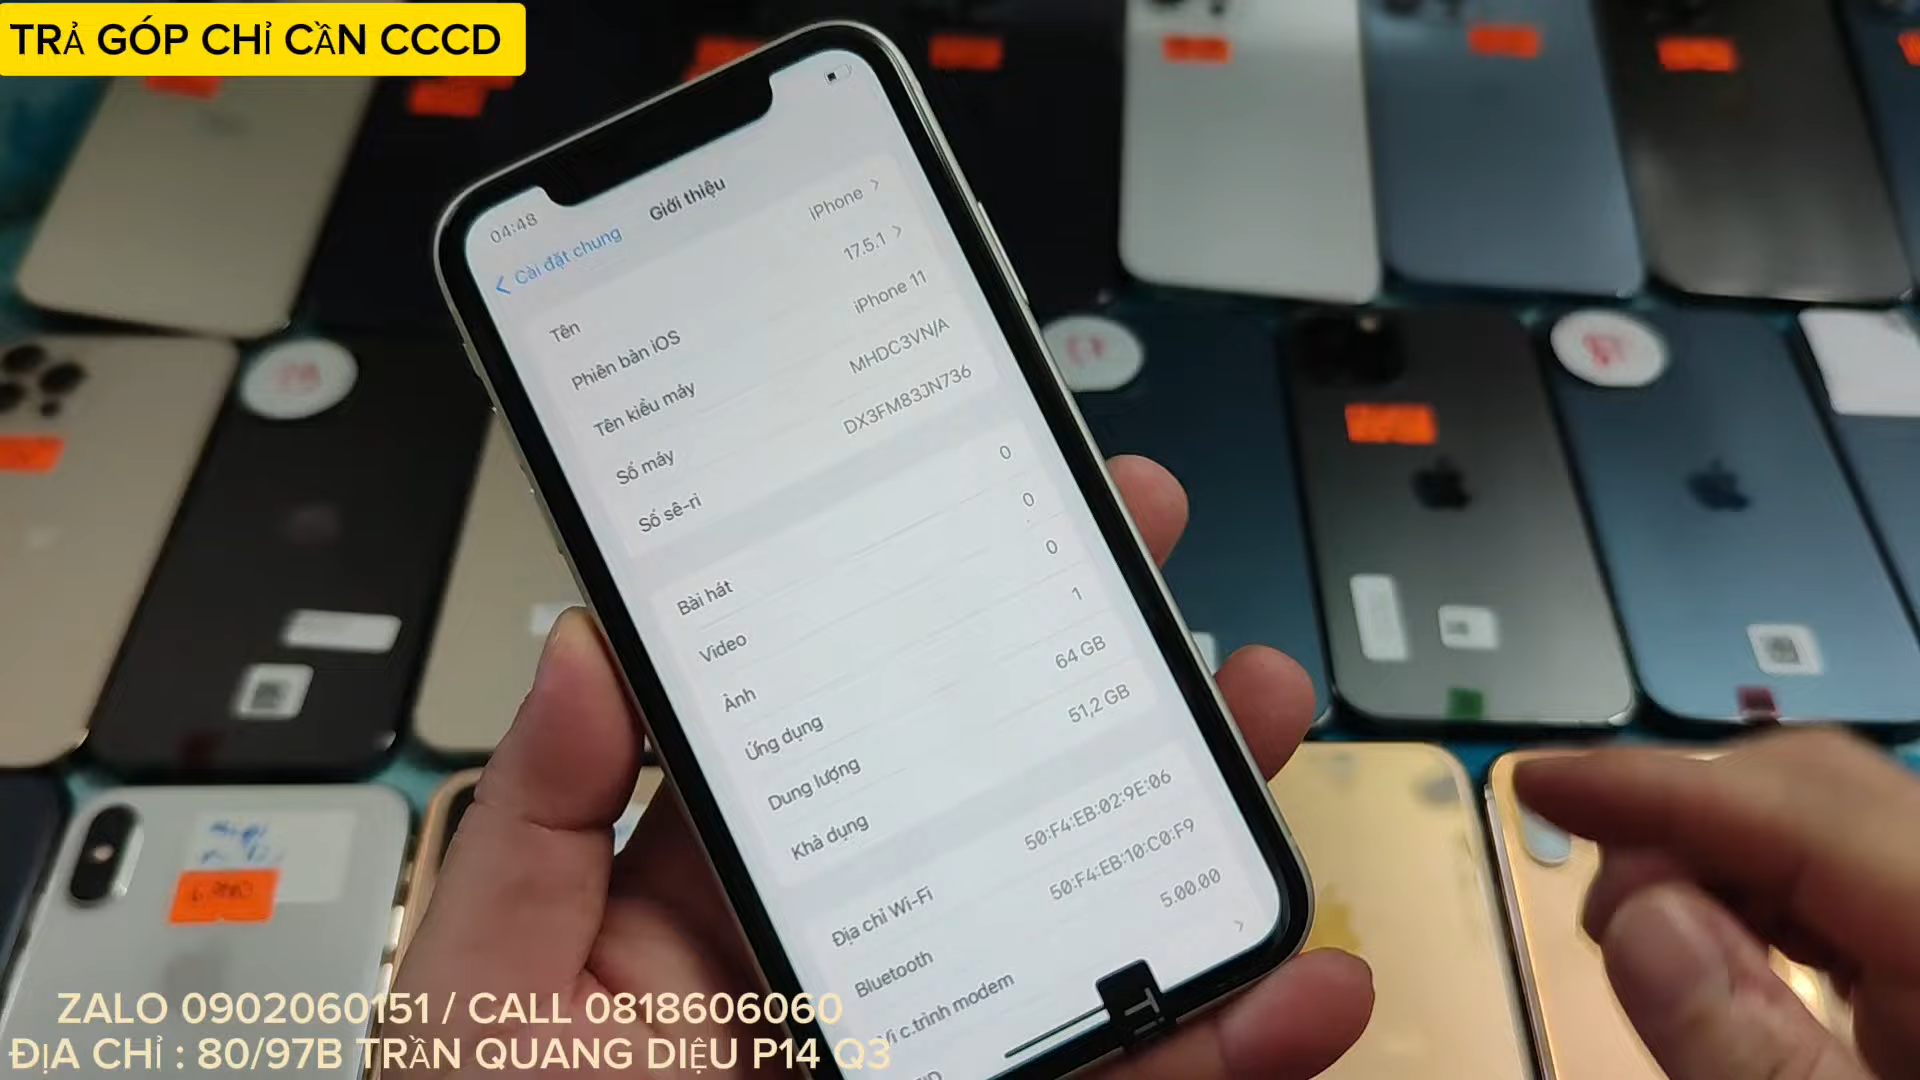 TRẢ GÓP CHỈ CẦN CCCD
04:48
Cài đặt chung
Giới thiệu
Tên
iPhone
Phiên bản iOS
17.5.1
Tên kiểu máy
iPhone 11
Số máy
MHDC3VN/A
Số sê-ri
DX3FM83JN736
Bài hát
0
Video
0
Ảnh
0
Ứng dụng
1
Dung lượng
64 GB
Khả dụng
51,2 GB
Địa chỉ Wi-Fi
50:F4:EB:02:9E:06
Bluetooth
50:F4:EB:10:C0:F9
Vi c.trình modem
5.00.00
ZALO 0902060151 / CALL 0818606060
ĐỊA CHỈ : 80/97B TRẦN QUANG DIỆU P14 Q3